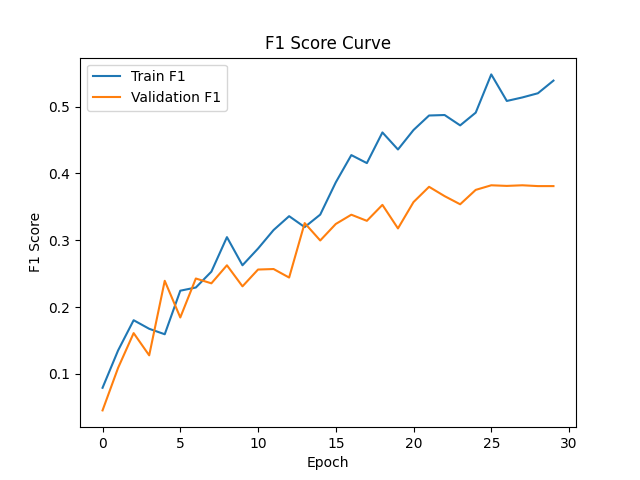 F1 Score Curve
Train F1
Validation F1
F1 Score
0.5
0.4
0.3
0.2
0.1
0 5 10 15 20 25 30
Epoch